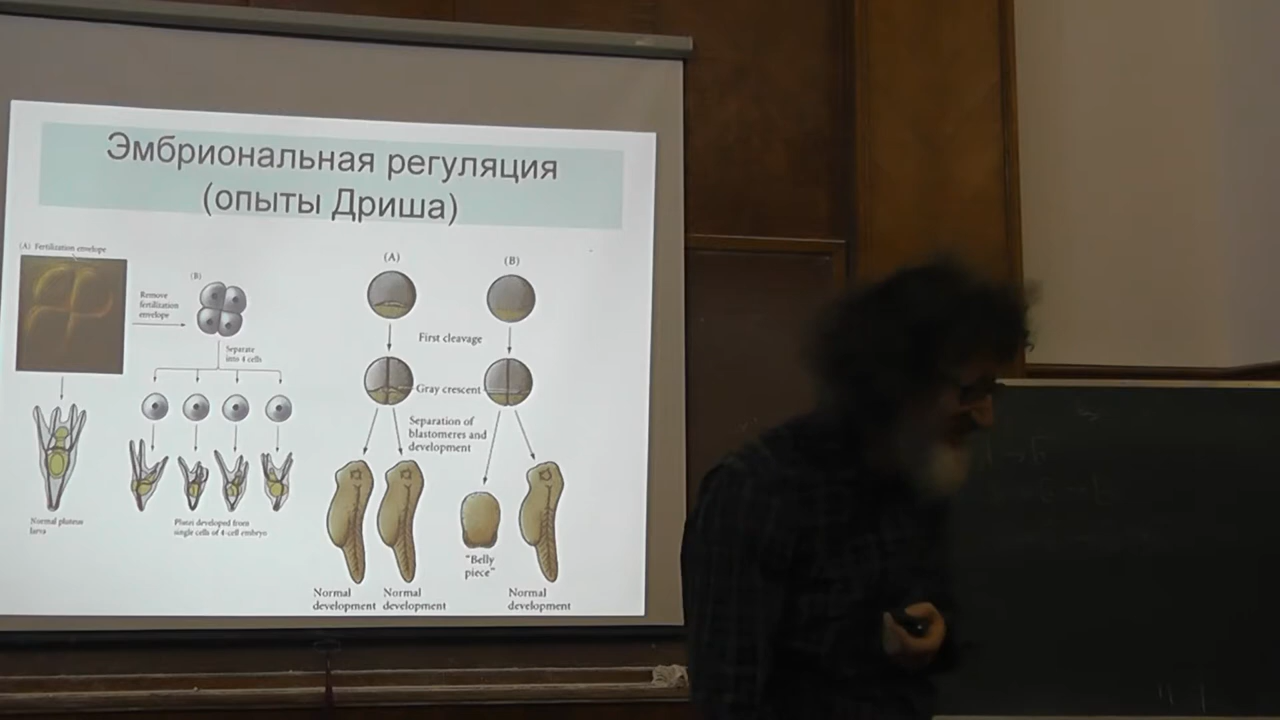 Эмбриональная регуляция
(опыты Дриша)
(A) Fertilization envelope
Remove
fertilization
envelope
(B)
Separate
into 4 cells
Normal pluteus
larva
Plutei developed from
single cells of 4-cell embryo
(A)
(B)
First cleavage
Gray crescent
Separation of
blastomeres and
development
"Belly
piece"
Normal
development
Normal
development
Normal
development